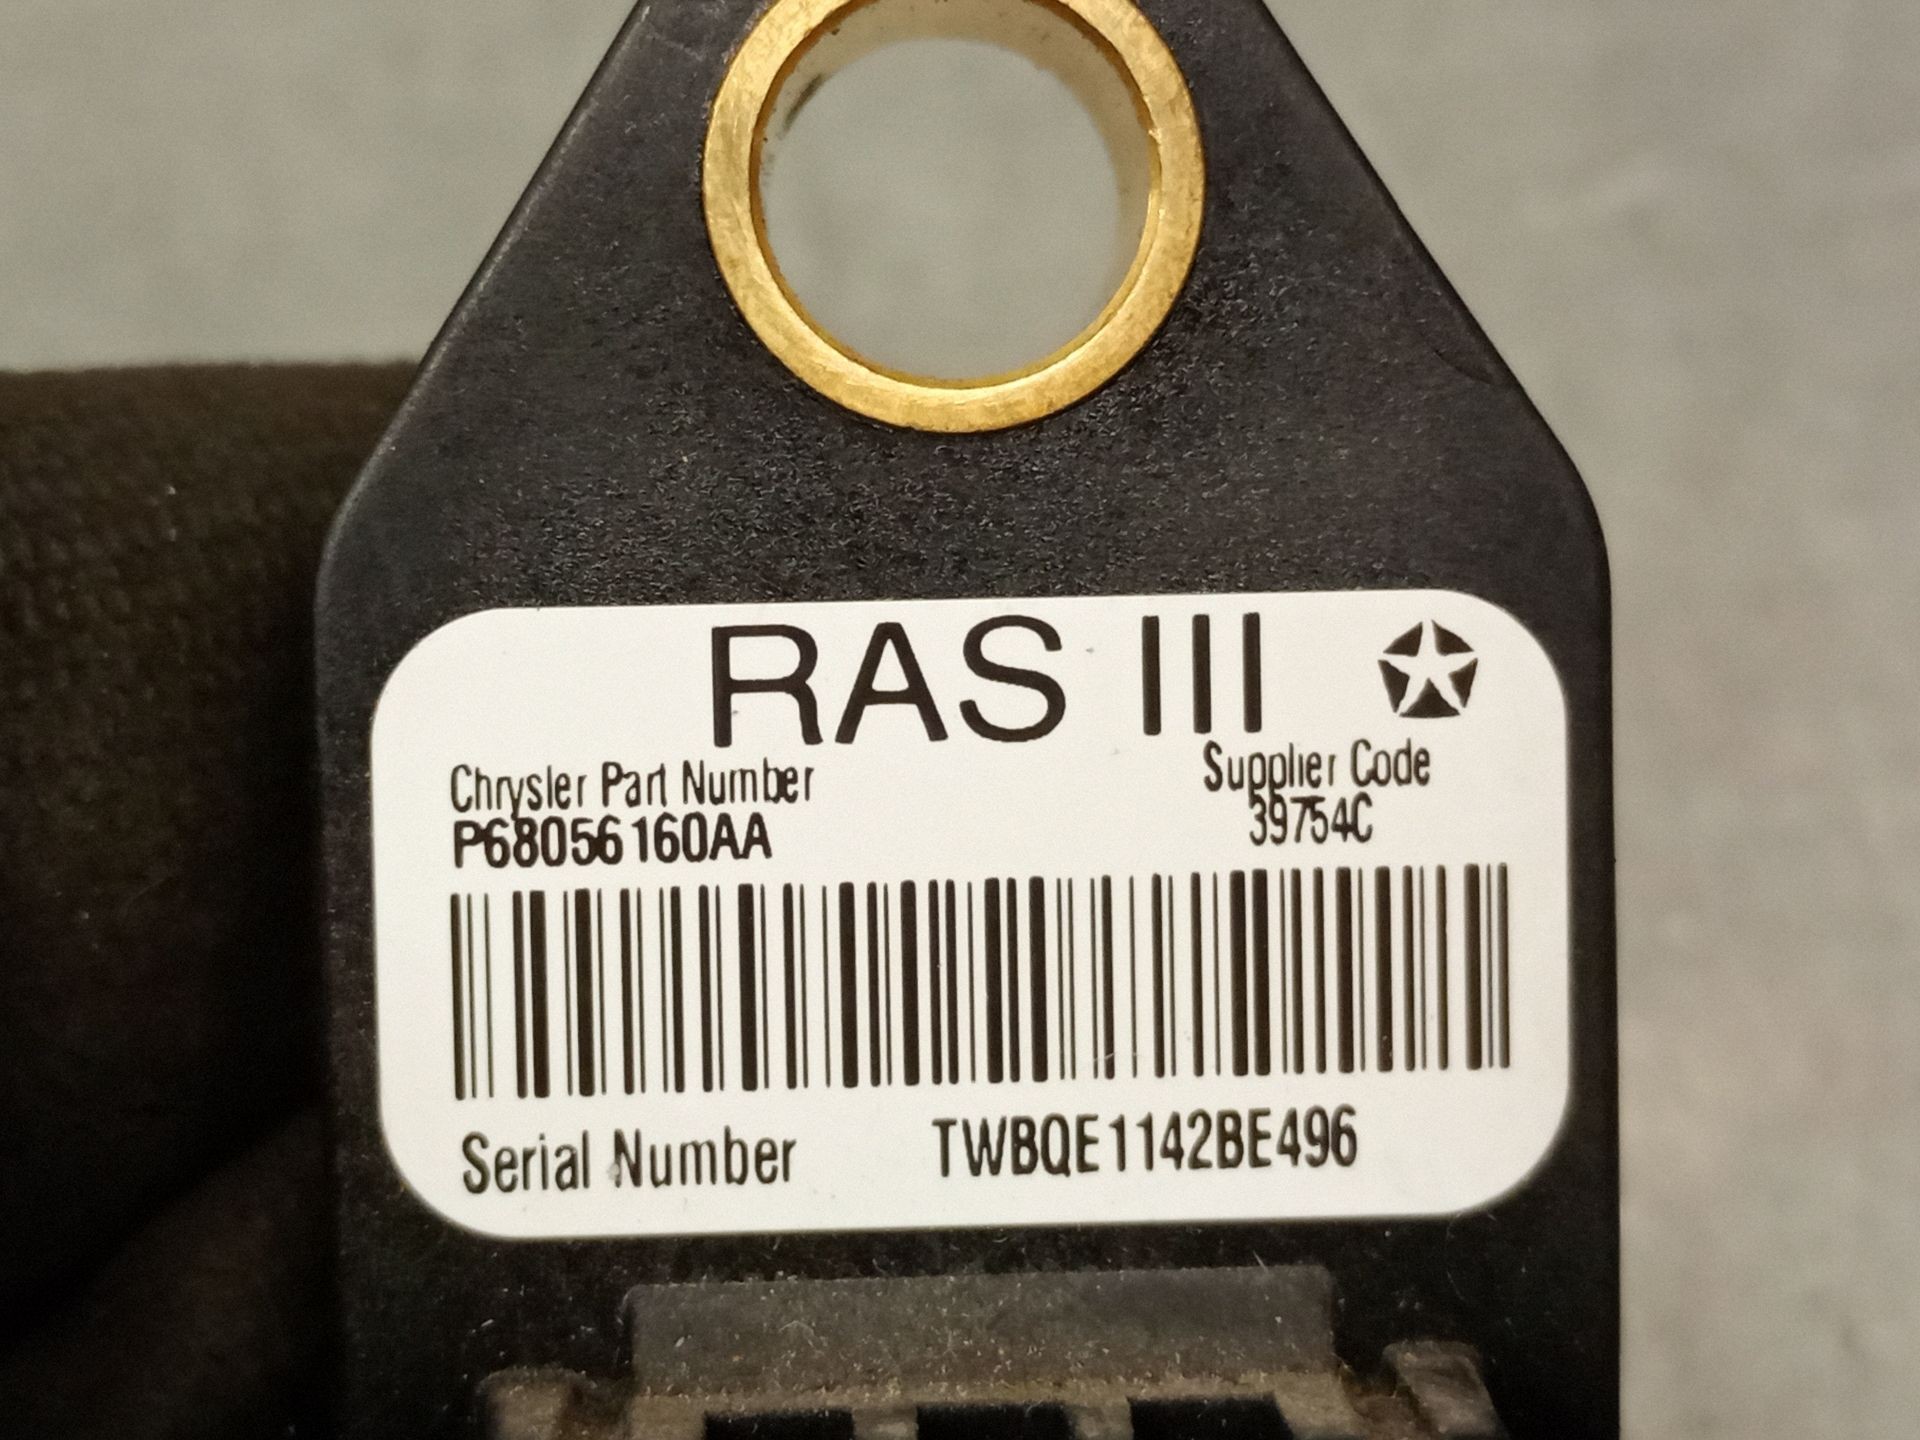 RAS III
Chrysler Part Number
P68056160AA
Supplier Code
39754C
Serial Number TWBQE1142BE496